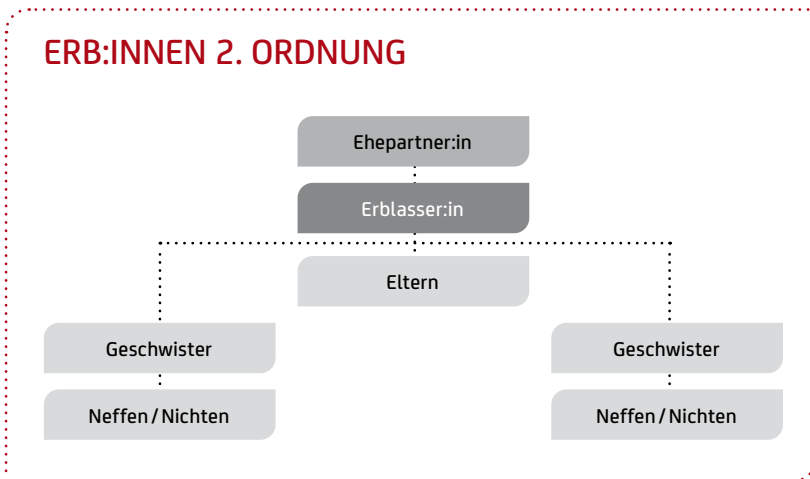 ERB:INNEN 2. ORDNUNG
Ehepartner:in
Erblasser:in
Eltern
Geschwister
Geschwister
Neffen / Nichten
Neffen / Nichten